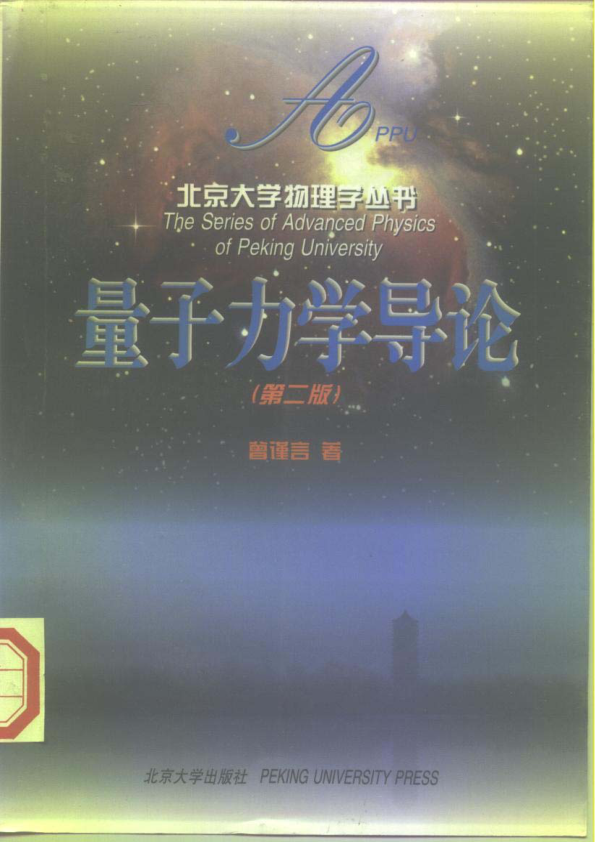 A
PPU
北京大学物理学丛书
The Series of Advanced Physics
of Peking University
量子力学导论
(第二版)
曾谨言 著
北京大学出版社 PEKING UNIVERSITY PRESS